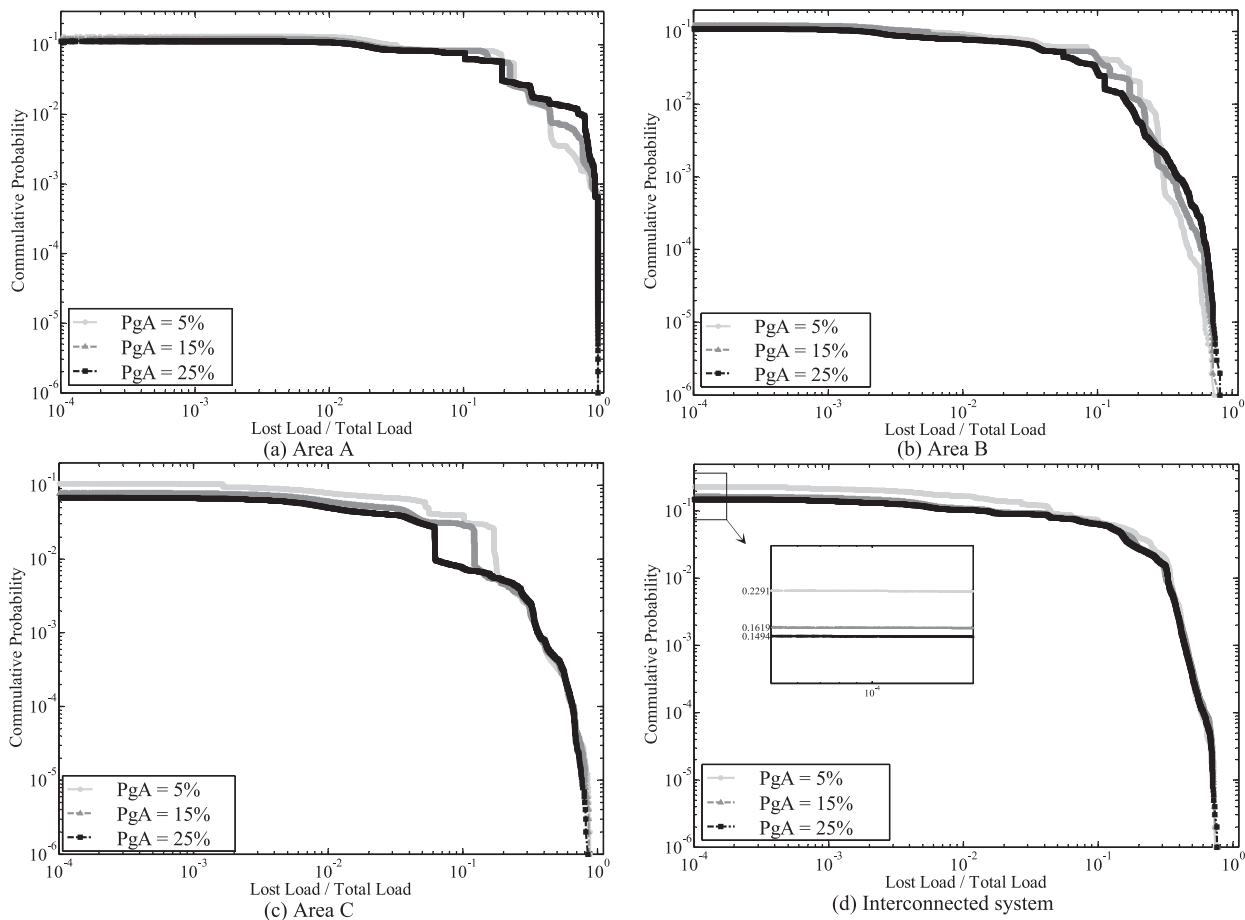 10^-1
10^-2
10^-3
10^-4
10^-5
10^-6
Commulative Probability
PgA = 5%
PgA = 15%
PgA = 25%
10^-4 10^-3 10^-2 10^-1 10^0
Lost Load / Total Load
(a) Area A
10^-1
10^-2
10^-3
10^-4
10^-5
10^-6
Commulative Probability
PgA = 5%
PgA = 15%
PgA = 25%
10^-4 10^-3 10^-2 10^-1 10^0
Lost Load / Total Load
(b) Area B
10^-1
10^-2
10^-3
10^-4
10^-5
10^-6
Commulative Probability
PgA = 5%
PgA = 15%
PgA = 25%
10^-4 10^-3 10^-2 10^-1 10^0
Lost Load / Total Load
(c) Area C
10^-1
10^-2
10^-3
10^-4
10^-5
10^-6
Commulative Probability
0.2291
0.1619
0.1494
10^-4
PgA = 5%
PgA = 15%
PgA = 25%
10^-4 10^-3 10^-2 10^-1 10^0
Lost Load / Total Load
(d) Interconnected system